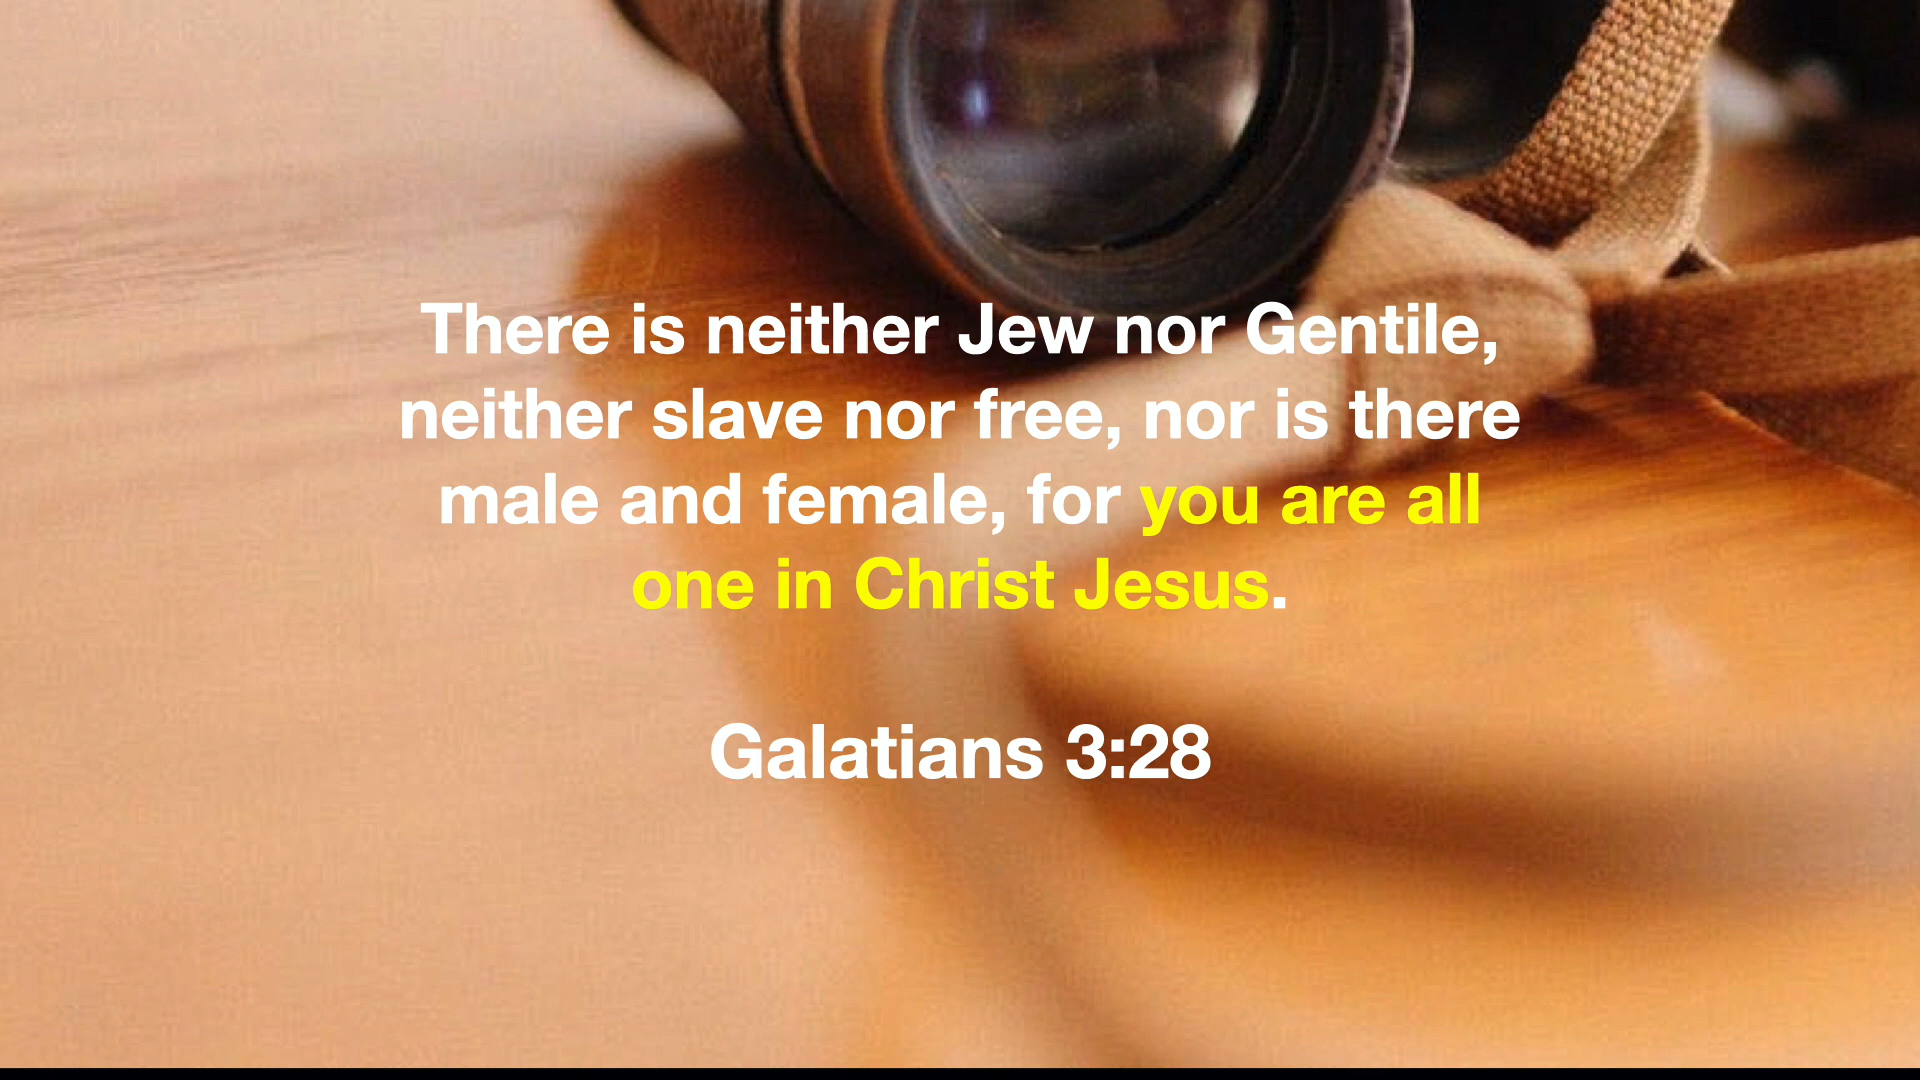 There is neither Jew nor Gentile,
neither slave nor free, nor is there
male and female, for you are all
one in Christ Jesus.
Galatians 3:28